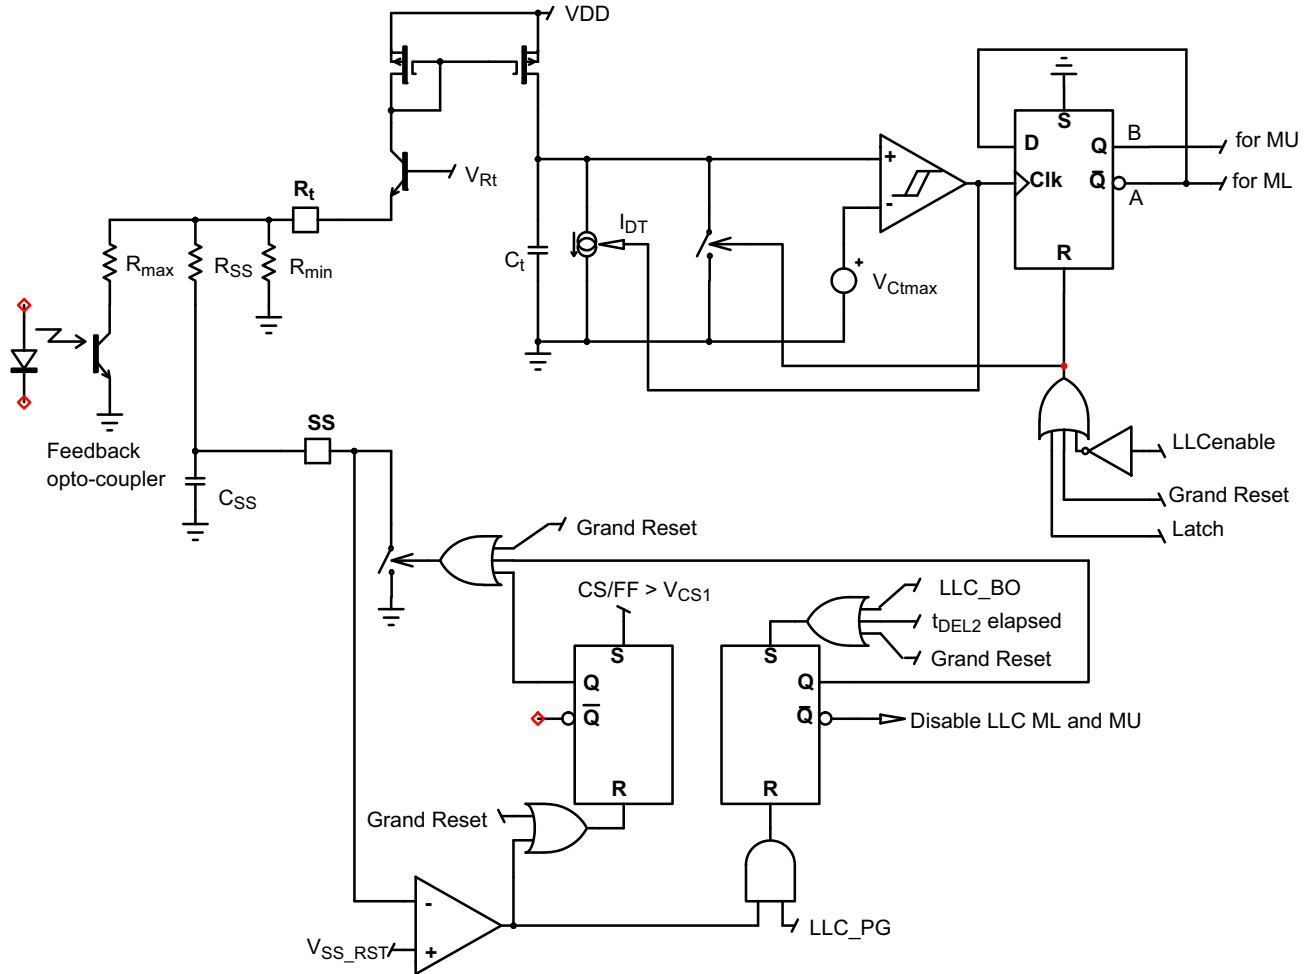 VDD
S
D
Q
B
for MU
Clk
Q
A
for ML
R
VRt
Rt
IDT
Rmax
RSS
Rmin
Ct
VCtmax
Feedback
opto-coupler
SS
CSS
LLCenable
Grand Reset
Latch
Grand Reset
CS/FF > VCS1
LLC_BO
tDEL2 elapsed
Grand Reset
S
Q
Q
R
S
Q
Q
R
Disable LLC ML and MU
Grand Reset
VSS_RST
-
+
LLC_PG
+
-
+